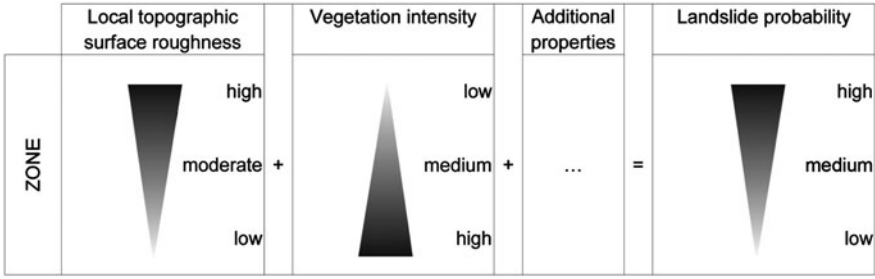 Local topographic
surface roughness
Vegetation intensity
Additional
properties
Landslide probability
ZONE
high
moderate
low
+
low
medium
high
+
...
=
high
medium
low